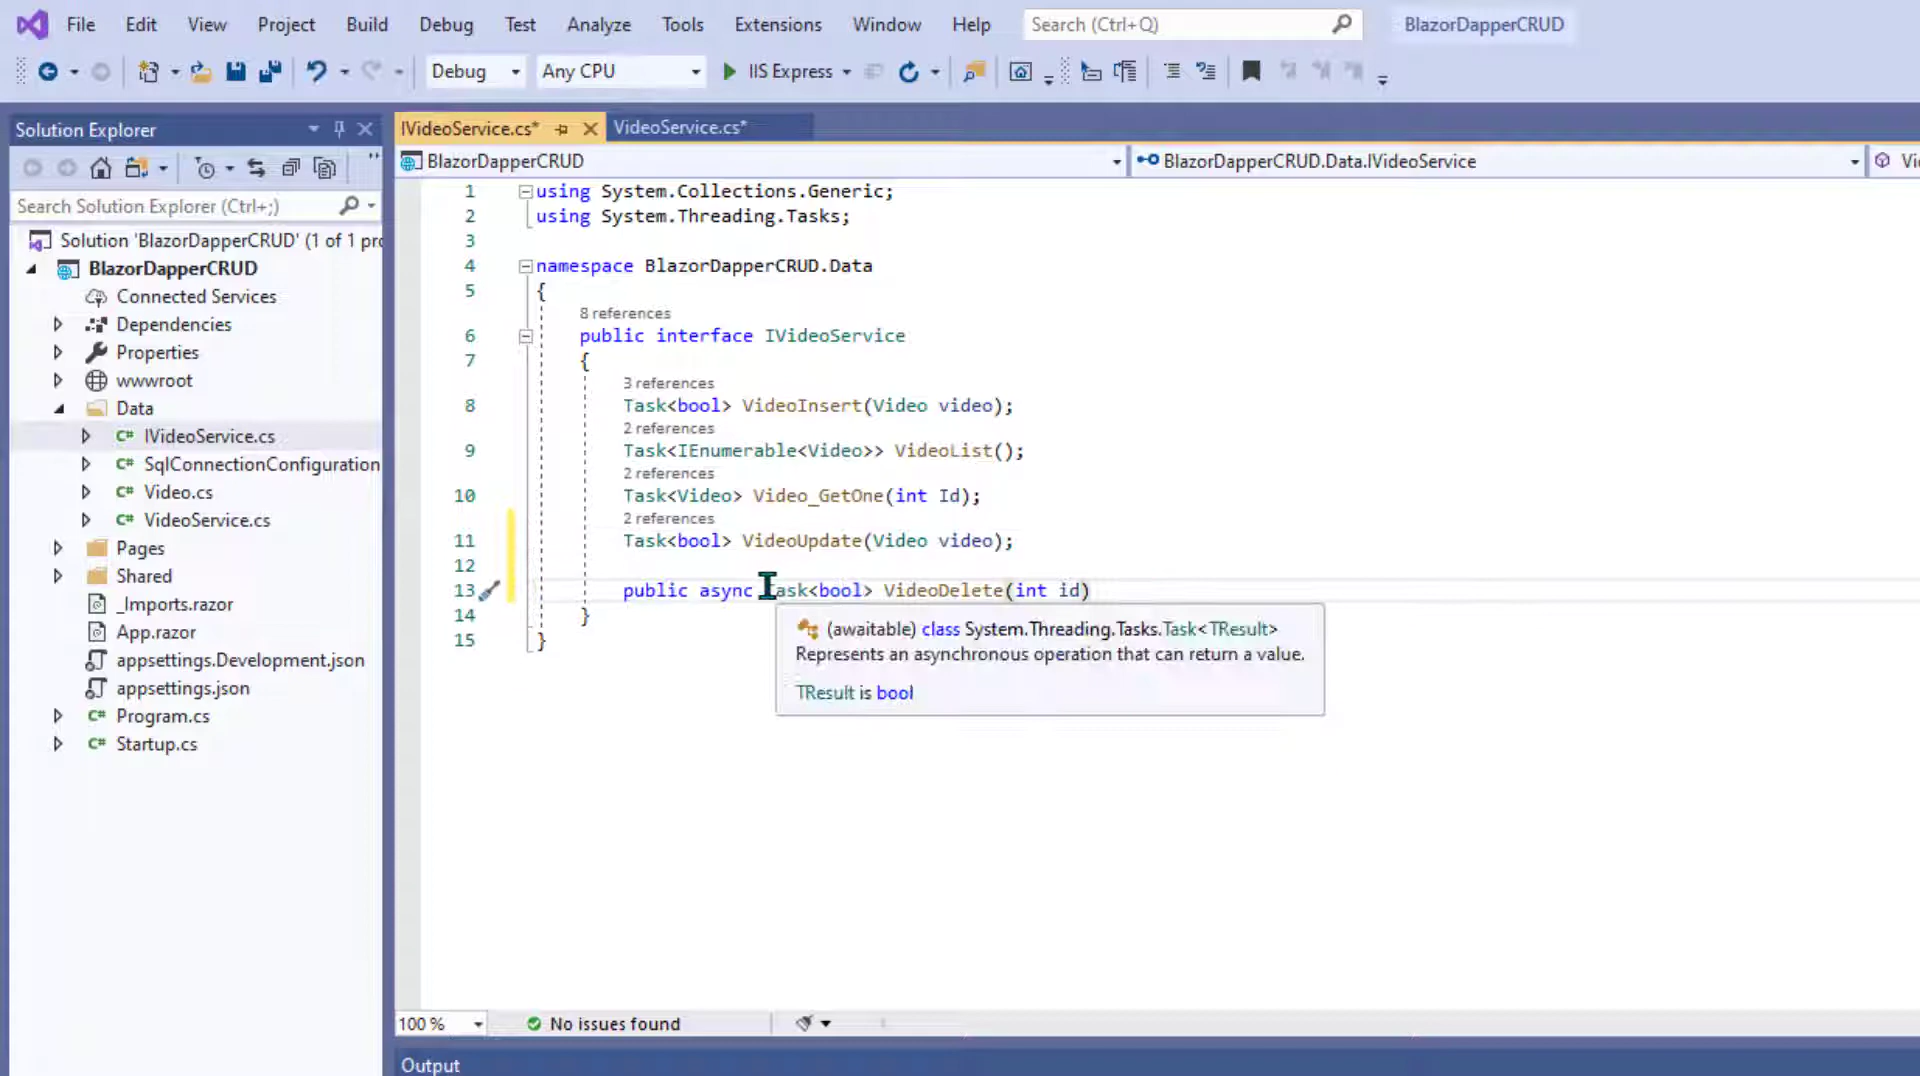 File Edit View Project Build Debug Test Analyze Tools Extensions Window Help Search (Ctrl+Q) BlazorDapperCRUD
Debug Any CPU IIS Express
Solution Explorer
Search Solution Explorer (Ctrl+;)
Solution 'BlazorDapperCRUD' (1 of 1 pro
BlazorDapperCRUD
Connected Services
Dependencies
Properties
wwwroot
Data
IVideoService.cs
SqlConnectionConfiguration
Video.cs
VideoService.cs
Pages
Shared
_Imports.razor
App.razor
appsettings.Development.json
appsettings.json
Program.cs
Startup.cs
IVideoService.cs* VideoService.cs*
BlazorDapperCRUD BlazorDapperCRUD.Data.IVideoService
1 using System.Collections.Generic;
2 using System.Threading.Tasks;
3
4 namespace BlazorDapperCRUD.Data
5 {
8 references
6 public interface IVideoService
7 {
3 references
8 Task<bool> VideoInsert(Video video);
2 references
9 Task<IEnumerable<Video>> VideoList();
2 references
10 Task<Video> Video_GetOne(int Id);
2 references
11 Task<bool> VideoUpdate(Video video);
12
13 public async Task<bool> VideoDelete(int id)
14 }
15 }
(awaitable) class System.Threading.Tasks.Task<TResult>
Represents an asynchronous operation that can return a value.
TResult is bool
100 % No issues found
Output